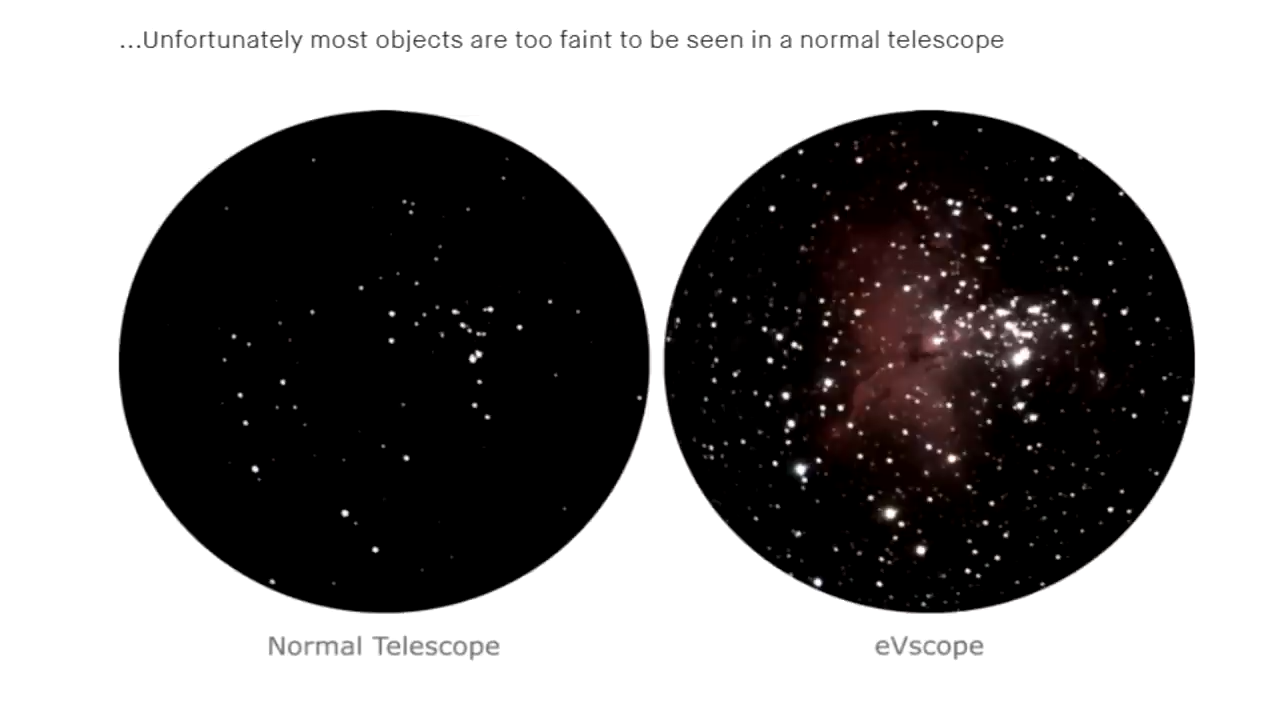 ...Unfortunately most objects are too faint to be seen in a normal telescope
Normal Telescope
eVscope